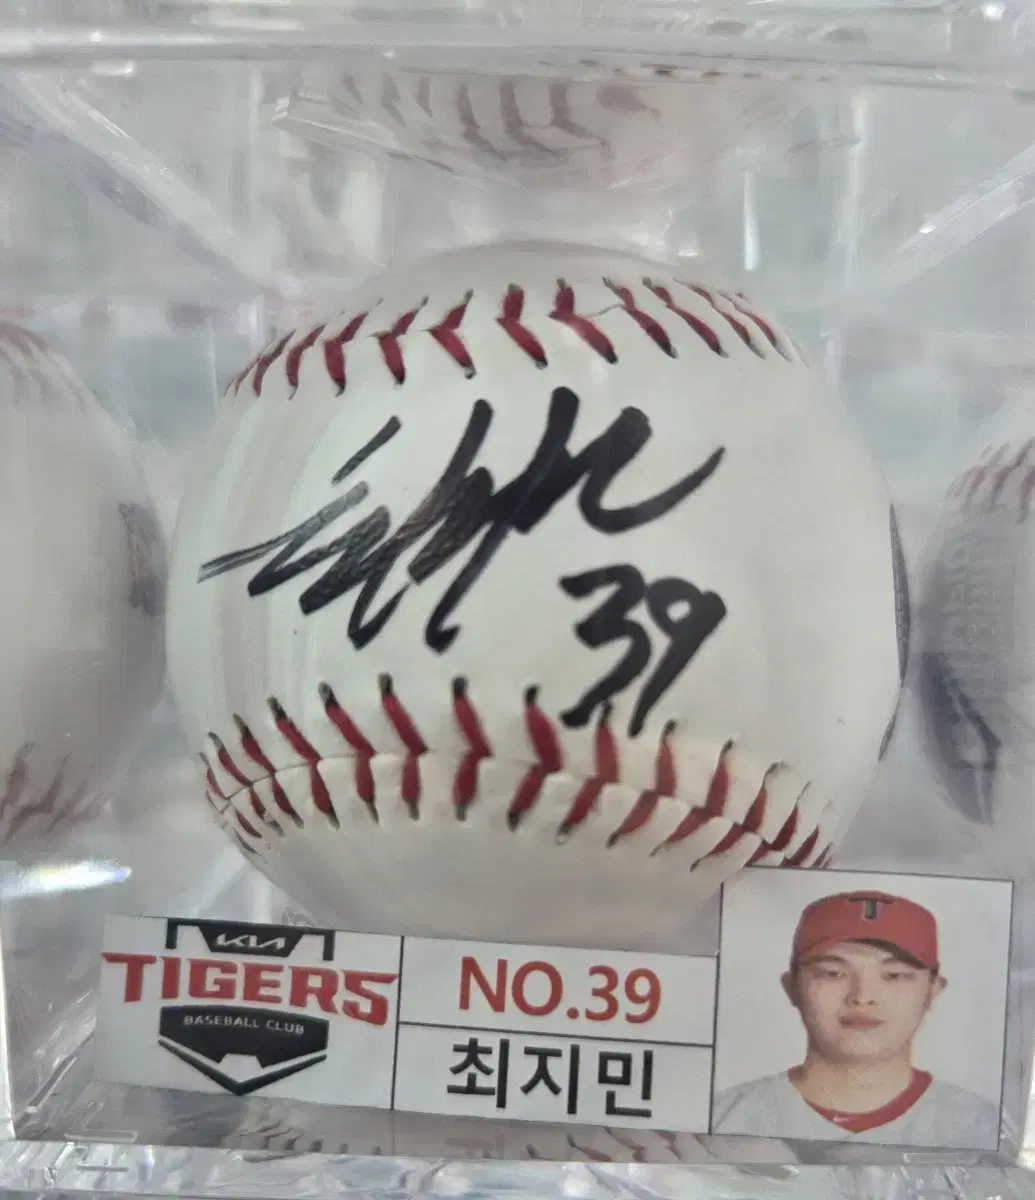 39
KIA
TIGERS
BASEBALL CLUB
NO.39
최지민
T